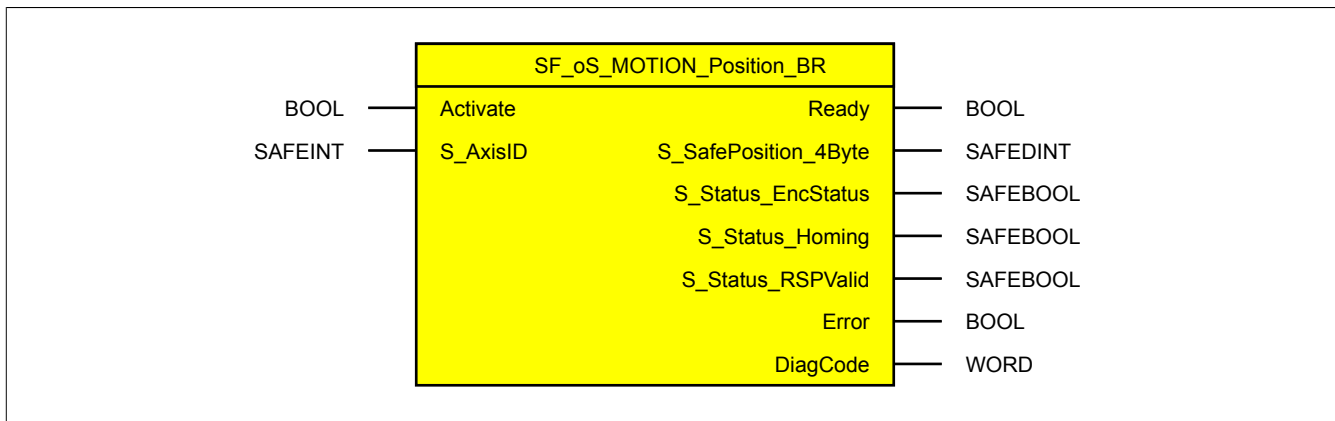 SF_oS_MOTION_Position_BR
BOOL Activate Ready BOOL
SAFEINT S_AxisID S_SafePosition_4Byte SAFEDINT
S_Status_EncStatus SAFEBOOL
S_Status_Homing SAFEBOOL
S_Status_RSPValid SAFEBOOL
Error BOOL
DiagCode WORD